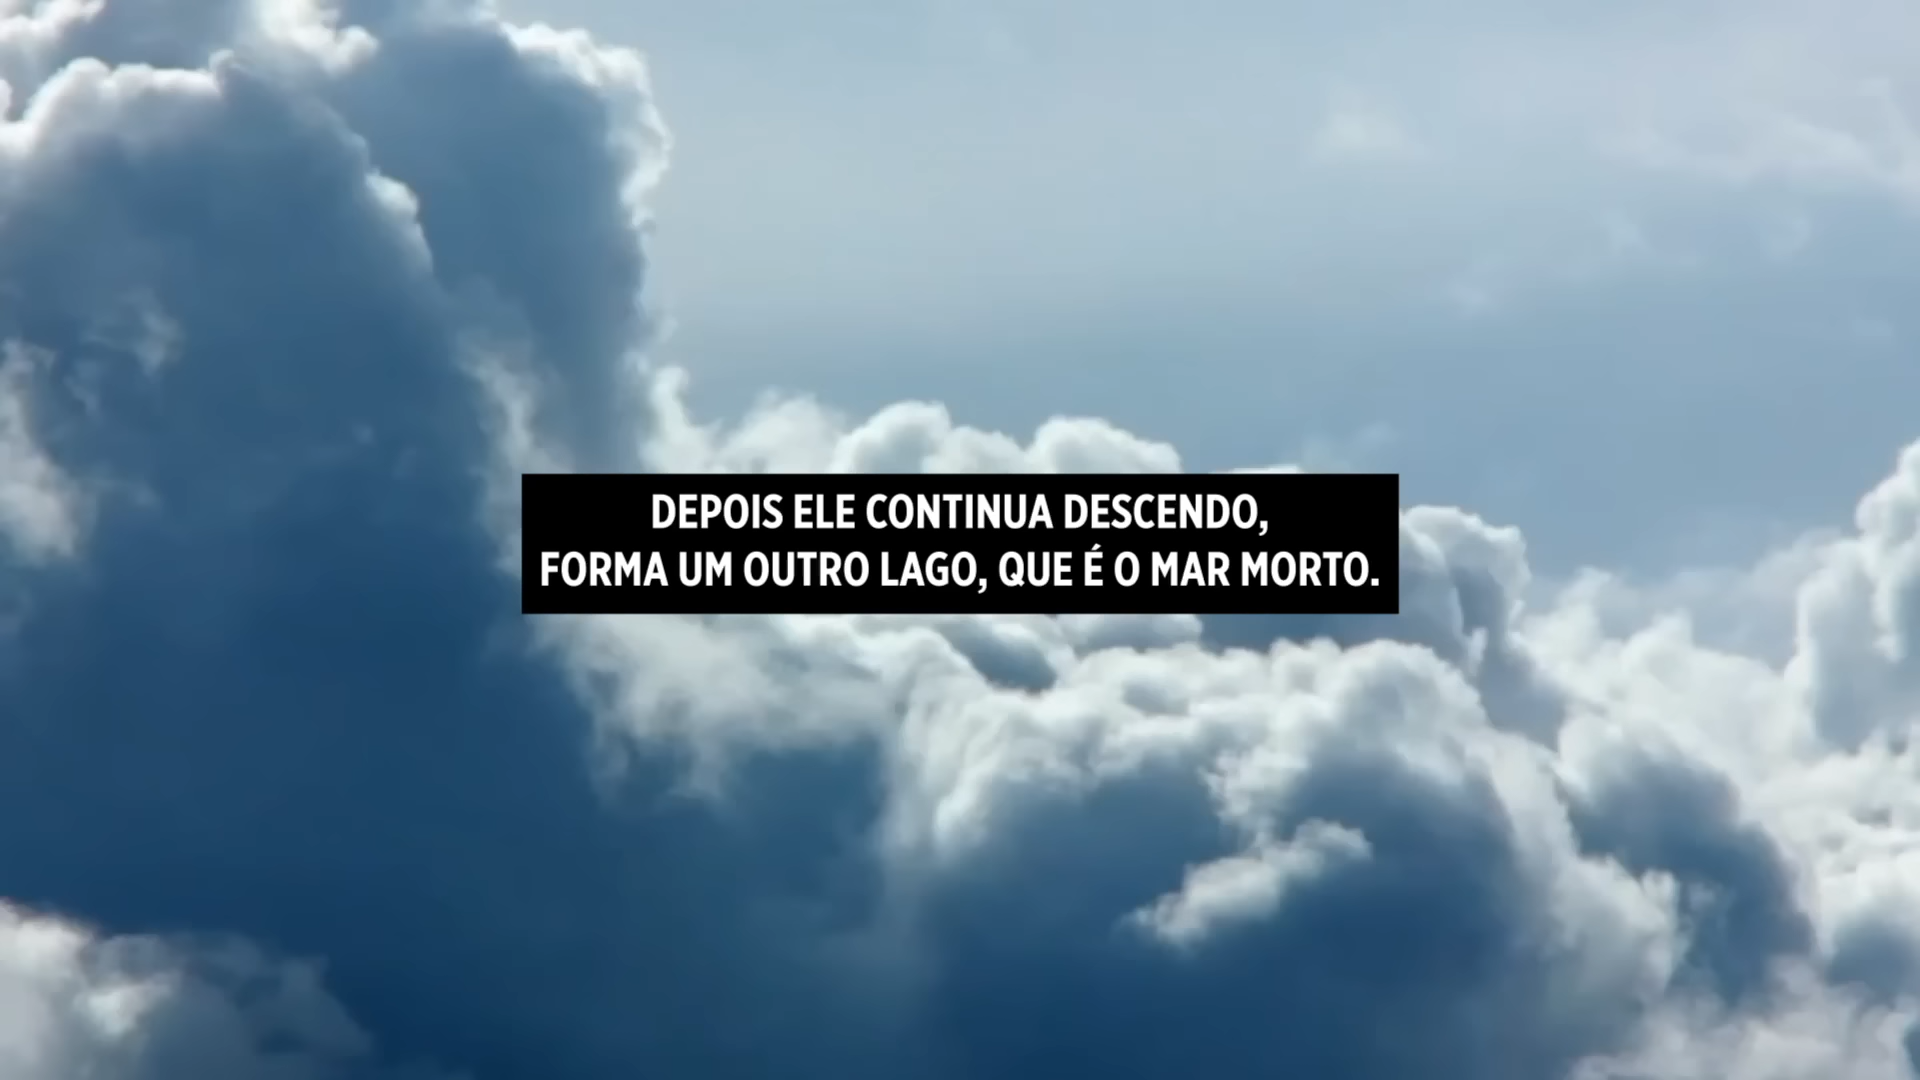 DEPOIS ELE CONTINUA DESCENDO,
FORMA UM OUTRO LAGO, QUE É O MAR MORTO.